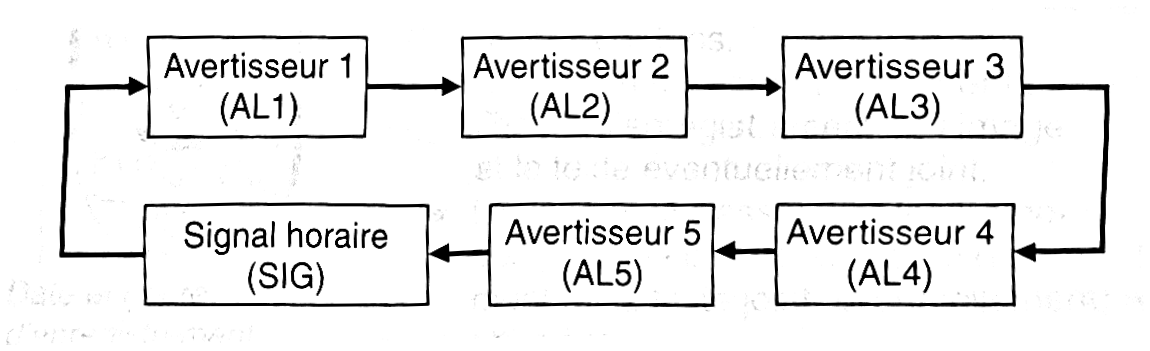 Avertisseur 1
(AL1)
Avertisseur 2
(AL2)
Avertisseur 3
(AL3)
Signal horaire
(SIG)
Avertisseur 5
(AL5)
Avertisseur 4
(AL4)